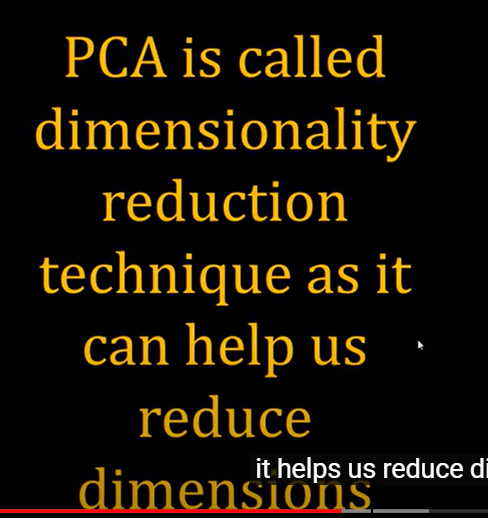 PCA is called
dimensionality
reduction
technique as it
can help us
reduce
dimensions
it helps us reduce di